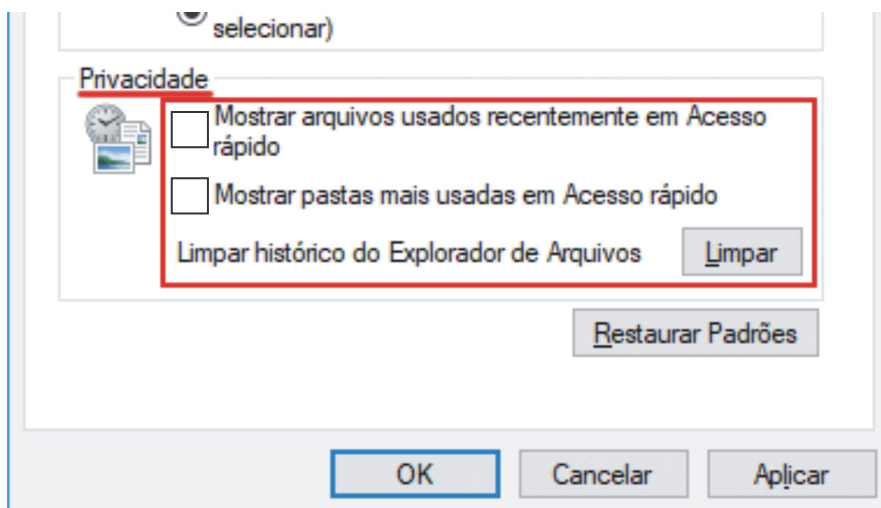 selecionar)
Privacidade
Mostrar arquivos usados recentemente em Acesso
rápido
Mostrar pastas mais usadas em Acesso rápido
Limpar histórico do Explorador de Arquivos Limpar
Restaurar Padrões
OK Cancelar Aplicar